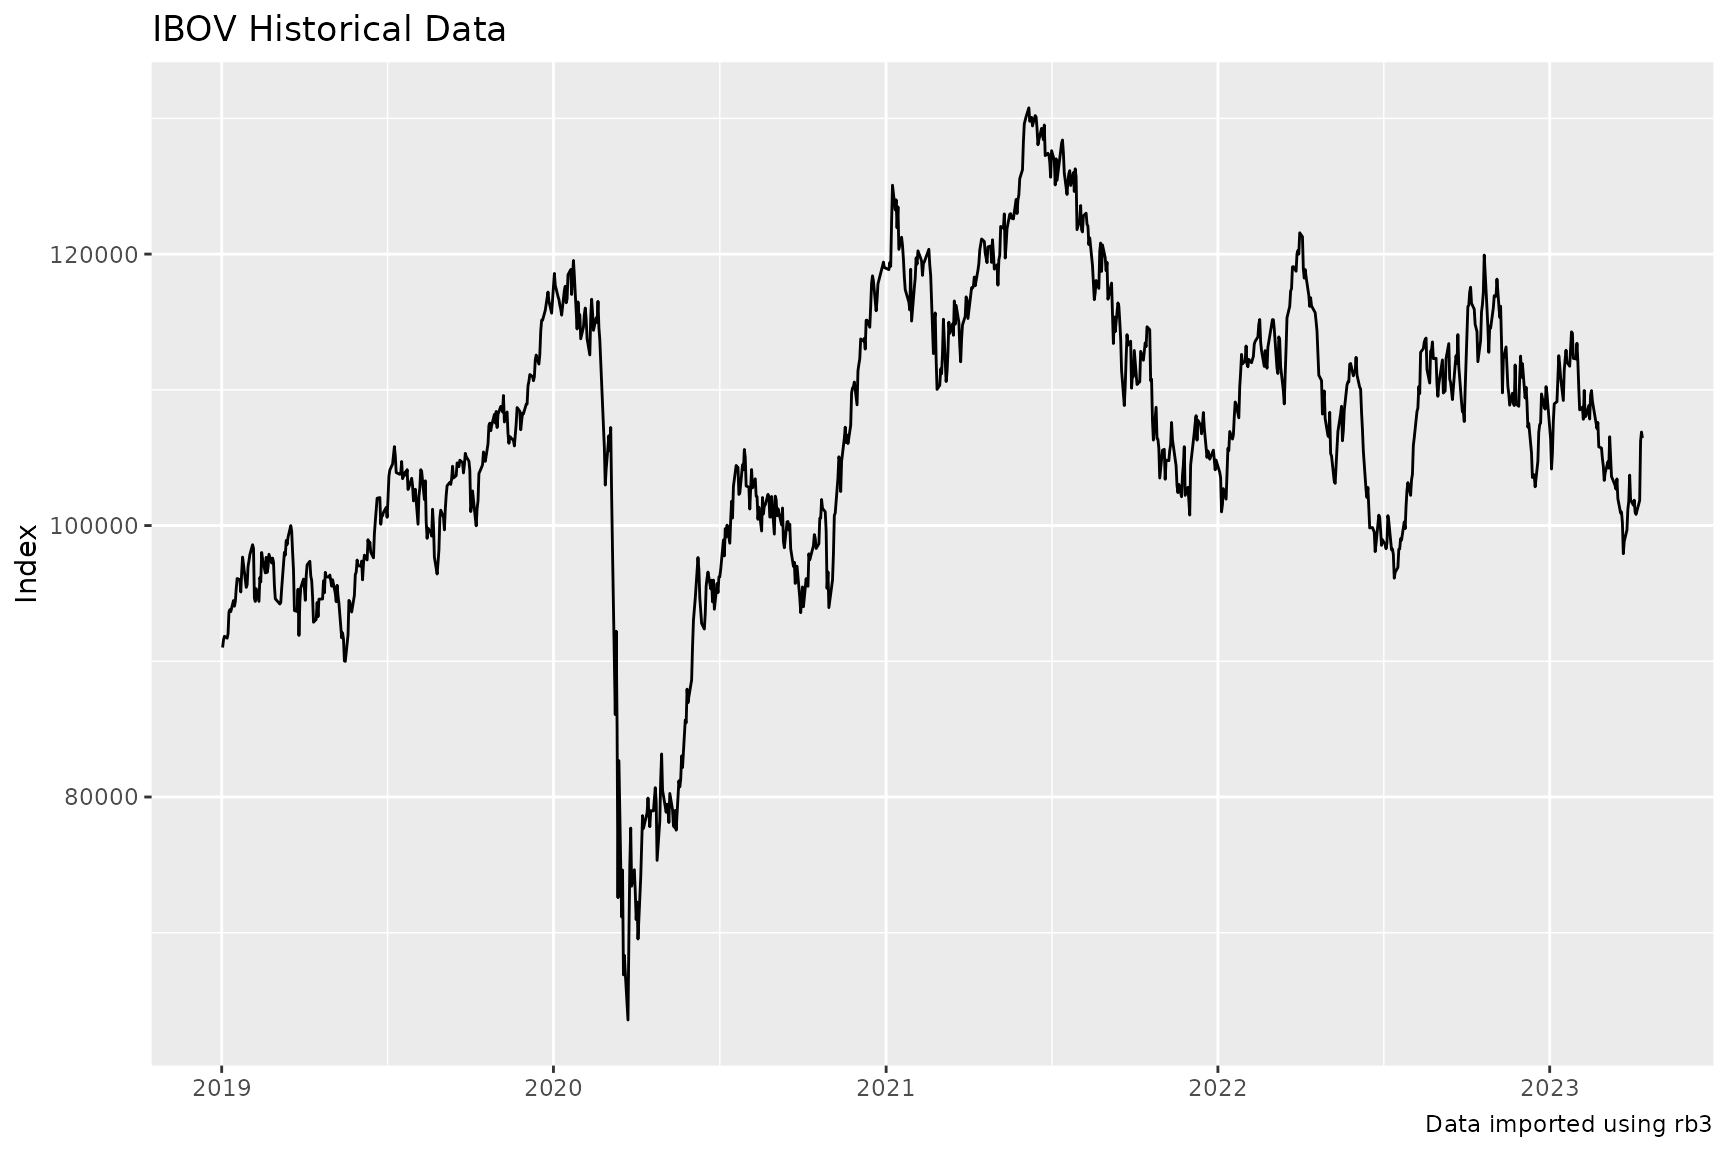 IBOV Historical Data
Index
120000
100000
80000
2019 2020 2021 2022 2023
Data imported using rb3